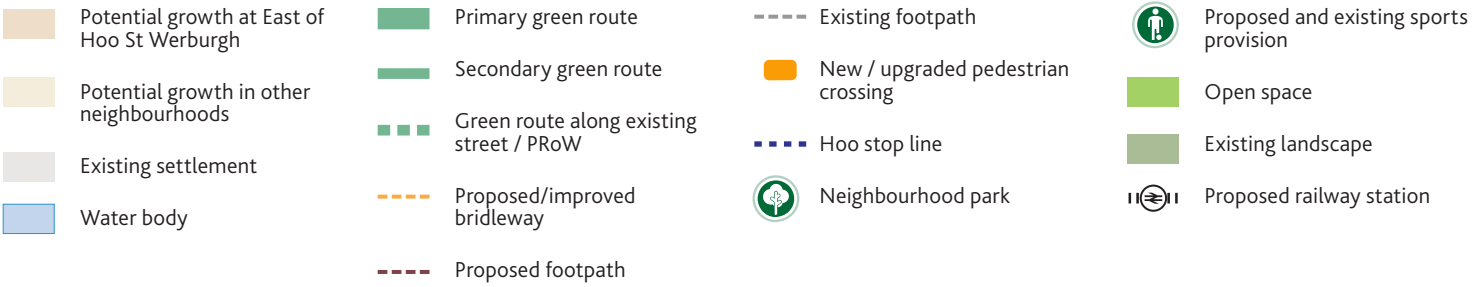 Potential growth at East of
Hoo St Werburgh
Potential growth in other
neighbourhoods
Existing settlement
Water body
Primary green route
Secondary green route
Green route along existing
street / PRoW
Proposed/improved
bridleway
Proposed footpath
Existing footpath
New / upgraded pedestrian
crossing
Hoo stop line
Neighbourhood park
Proposed and existing sports
provision
Open space
Existing landscape
Proposed railway station